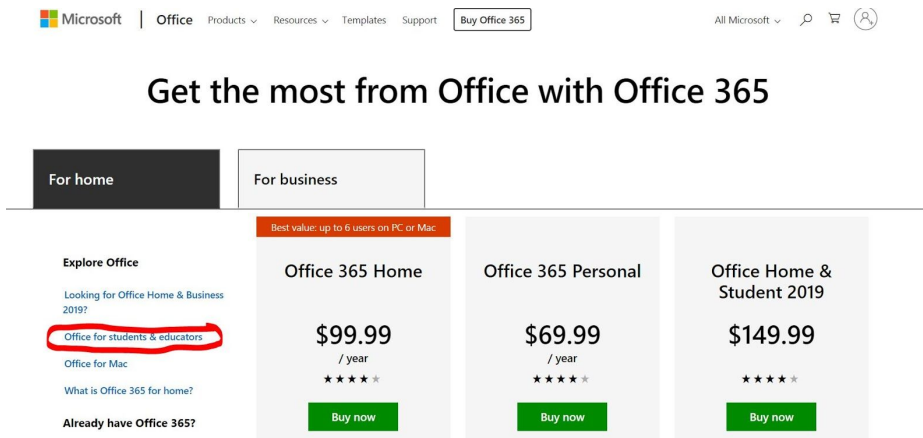 Microsoft Office Products Resources Templates Support Buy Office 365 All Microsoft
Get the most from Office with Office 365
For home
For business
Best value: up to 6 users on PC or Mac
Explore Office
Looking for Office Home & Business
2019?
Office for students & educators
Office for Mac
What is Office 365 for home?
Already have Office 365?
Office 365 Home
$99.99
/ year
Buy now
Office 365 Personal
$69.99
/ year
Buy now
Office Home &
Student 2019
$149.99
Buy now